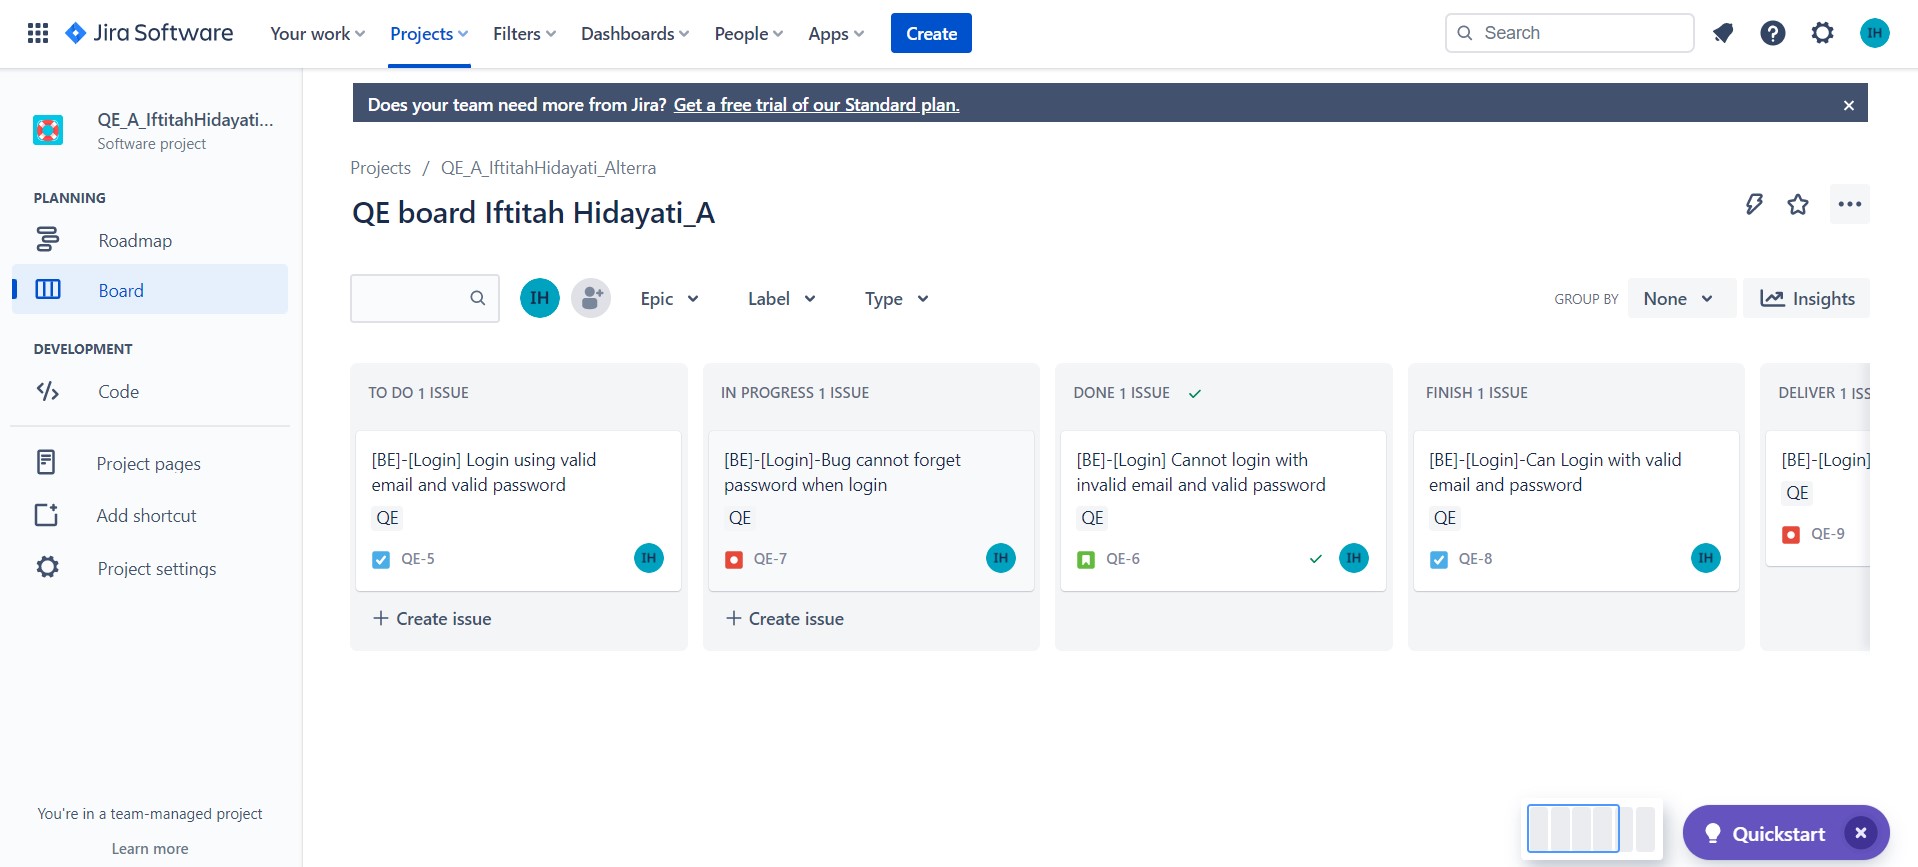 Jira Software
Your work
Projects
Filters
Dashboards
People
Apps
Create
Search
IH
QE_A_IftitahHidayati...
Software project
PLANNING
Roadmap
Board
DEVELOPMENT
Code
Project pages
Add shortcut
Project settings
You're in a team-managed project
Learn more
Does your team need more from Jira? Get a free trial of our Standard plan.
Projects / QE_A_IftitahHidayati_Alterra
QE board Iftitah Hidayati_A
IH
Epic
Label
Type
GROUP BY
None
Insights
TO DO 1 ISSUE
[BE]-[Login] Login using valid
email and valid password
QE
QE-5
IH
Create issue
IN PROGRESS 1 ISSUE
[BE]-[Login]-Bug cannot forget
password when login
QE
QE-7
IH
Create issue
DONE 1 ISSUE
[BE]-[Login] Cannot login with
invalid email and valid password
QE
QE-6
IH
FINISH 1 ISSUE
[BE]-[Login]-Can Login with valid
email and password
QE
QE-8
IH
DELIVER 1 ISS
[BE]-[Login]
QE
QE-9
Quickstart